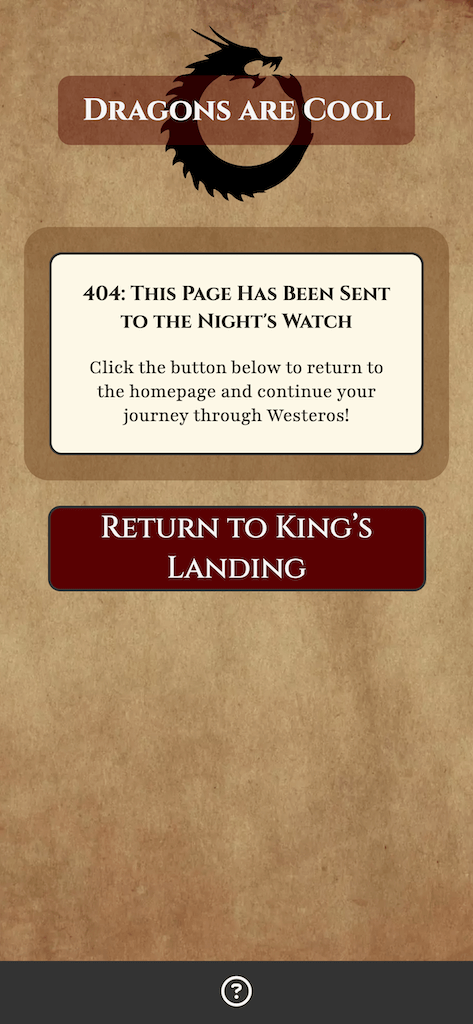 Dragons are Cool
404: This Page Has Been Sent
to the Night's Watch
Click the button below to return to
the homepage and continue your
journey through Westeros!
Return to King’s
Landing
?